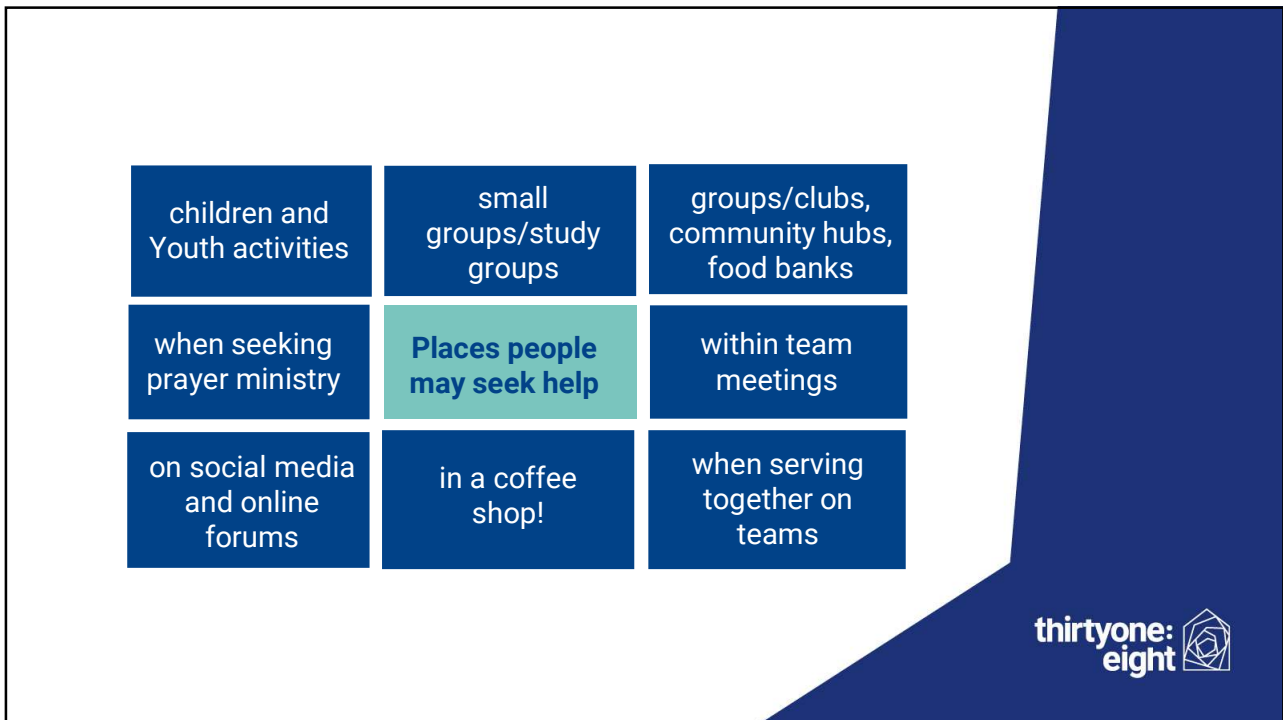 children and
Youth activities
small
groups/study
groups
groups/clubs,
community hubs,
food banks
when seeking
prayer ministry
Places people
may seek help
within team
meetings
on social media
and online
forums
in a coffee
shop!
when serving
together on
teams
thirtyone:
eight